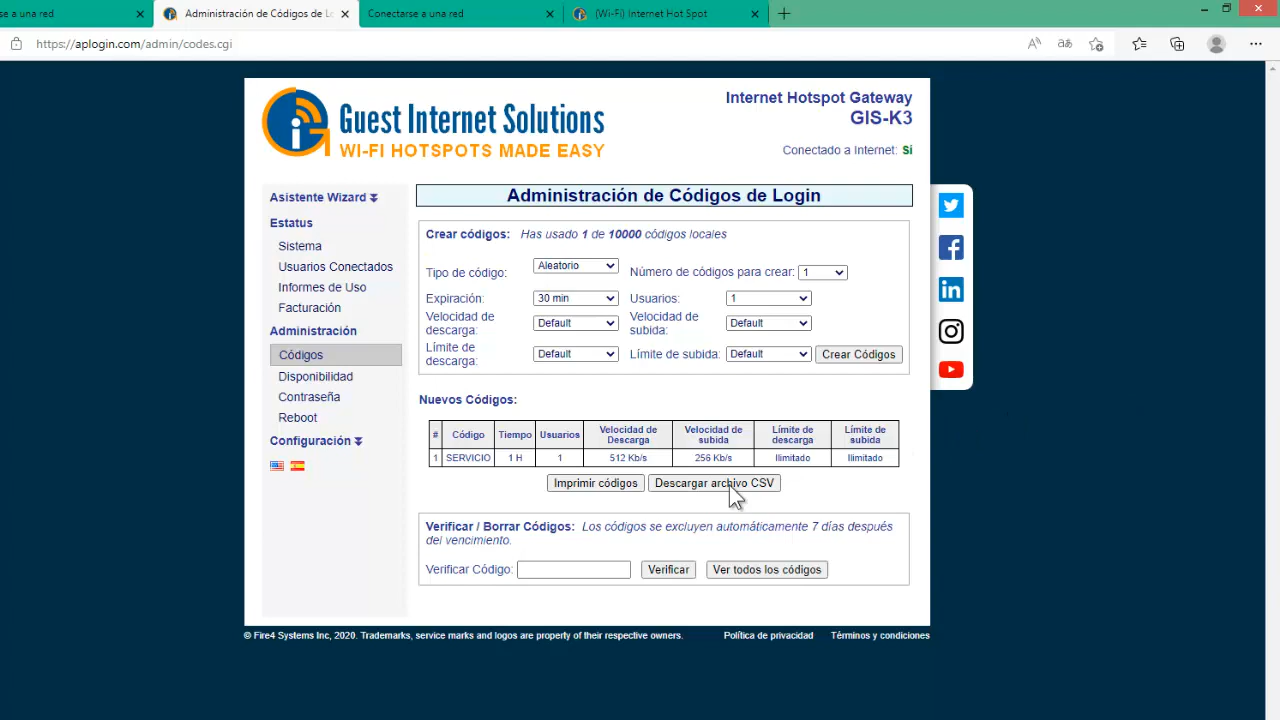 se a una red
Administración de Códigos de Lo
Conectarse a una red
(Wi-Fi) Internet Hot Spot
https://aplogin.com/admin/codes.cgi
Guest Internet Solutions
WI-FI HOTSPOTS MADE EASY
Internet Hotspot Gateway
GIS-K3
Conectado a Internet: Si
Asistente Wizard
Estatus
Sistema
Usuarios Conectados
Informes de Uso
Facturación
Administración
Códigos
Disponibilidad
Contraseña
Reboot
Configuración
Administración de Códigos de Login
Crear códigos: Has usado 1 de 10000 códigos locales
Tipo de código: Aleatorio Número de códigos para crear: 1
Expiración: 30 min Usuarios: 1
Velocidad de descarga: Default Velocidad de subida: Default
Límite de descarga: Default Límite de subida: Default Crear Códigos
Nuevos Códigos:
# Código Tiempo Usuarios Velocidad de Descarga Velocidad de subida Límite de descarga Límite de subida
1 SERVICIO 1 H 1 512 Kb/s 256 Kb/s Ilimitado Ilimitado
Imprimir códigos Descargar archivo CSV
Verificar / Borrar Códigos: Los códigos se excluyen automáticamente 7 días después
del vencimiento.
Verificar Código: Verificar Ver todos los códigos
© Fire4 Systems Inc, 2020. Trademarks, service marks and logos are property of their respective owners. Política de privacidad Términos y condiciones